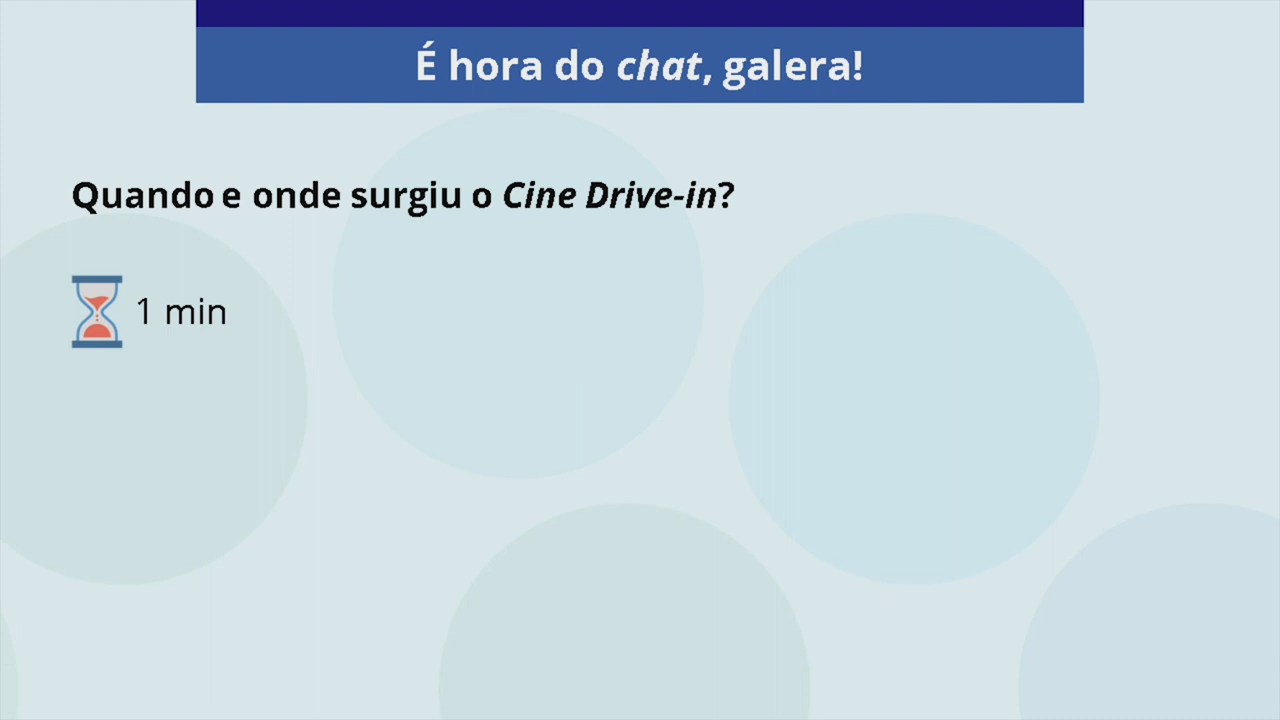 É hora do chat, galera!
Quando e onde surgiu o Cine Drive-in?
1 min